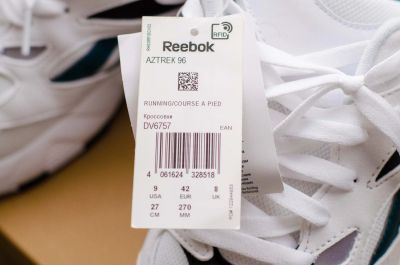 RFID
Reebok
AZTREK 96
RUNNING/COURSE A PIED
Кроссовки
DV6757
EAN
4 061624 328518
9 42 8
USA EUR UK
27 270
CM MM